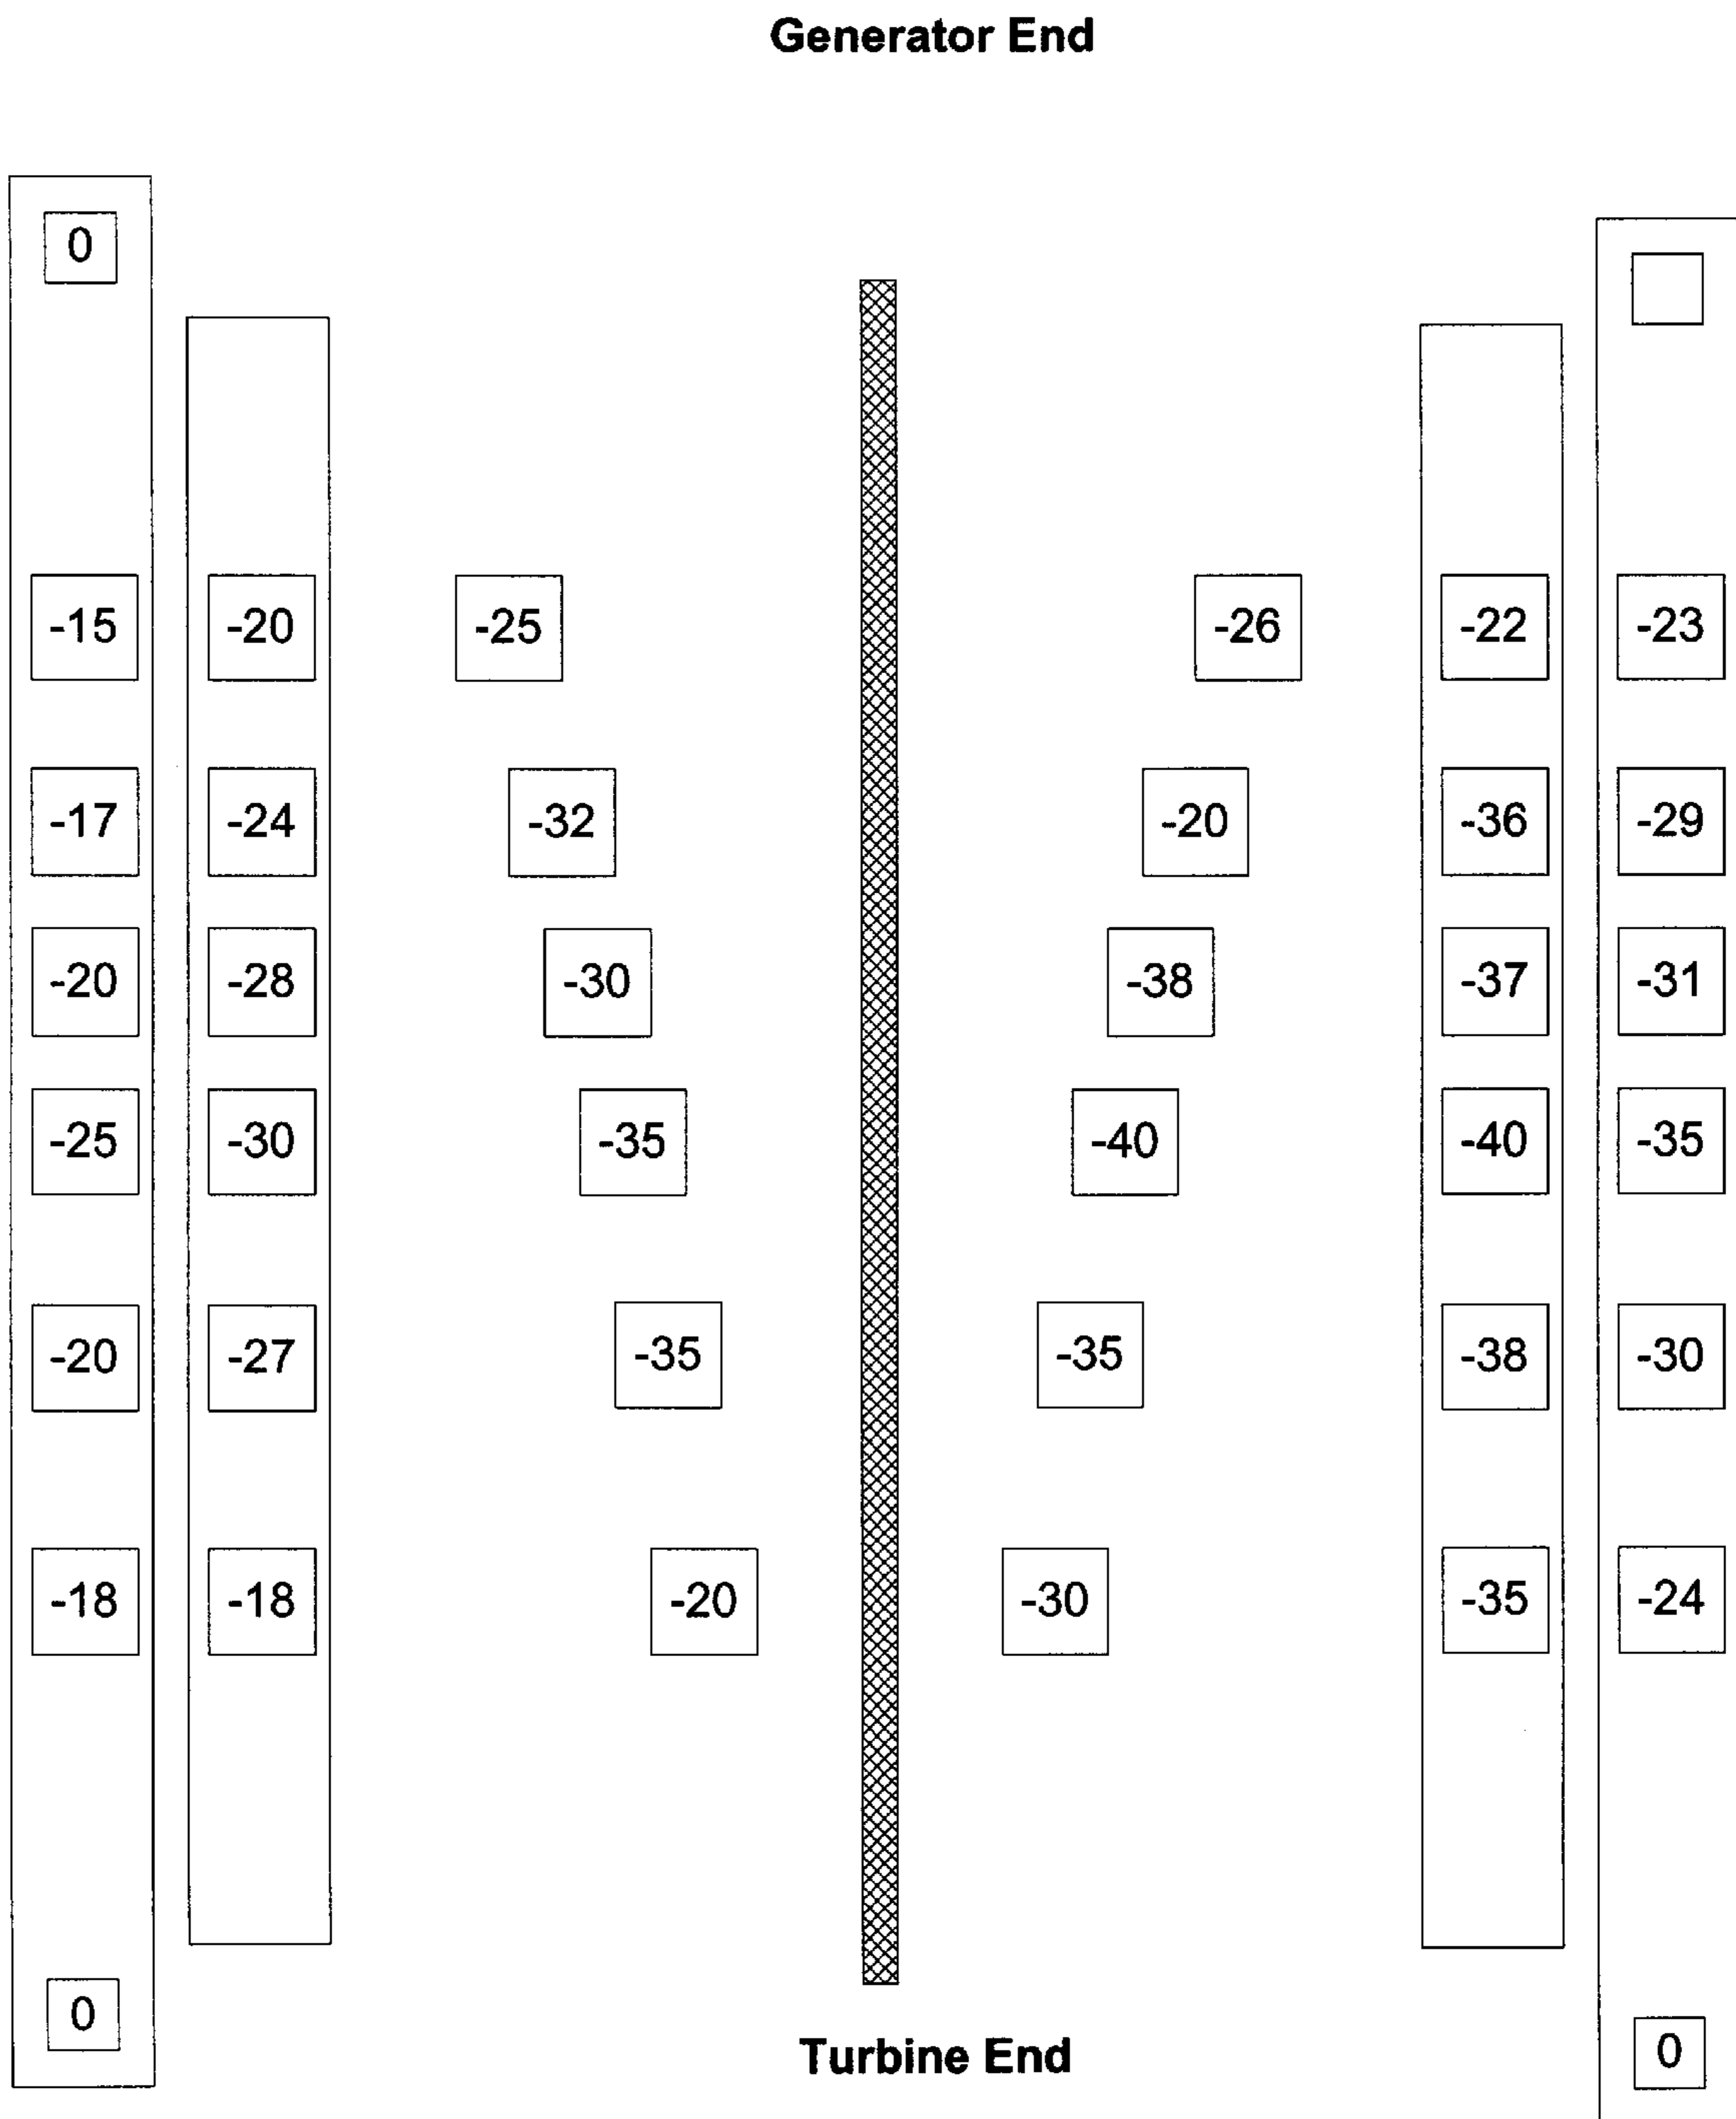 Generator End
0
-15 -20 -25 -26 -22 -23
-17 -24 -32 -20 -36 -29
-20 -28 -30 -38 -37 -31
-25 -30 -35 -40 -40 -35
-20 -27 -35 -35 -38 -30
-18 -18 -20 -30 -35 -24
0 0
Turbine End